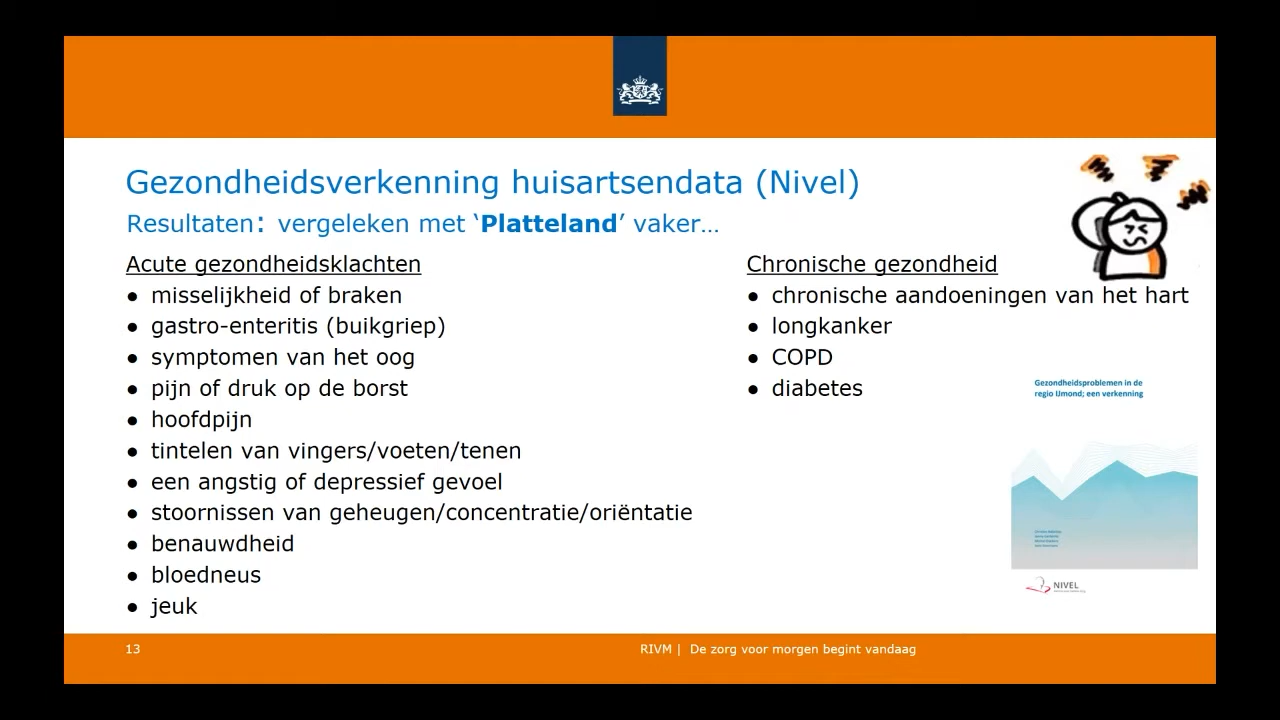 Gezondheidsverkenning huisartsendata (Nivel)
Resultaten: vergeleken met ‘Platteland’ vaker…
Acute gezondheidsklachten
● misselijkheid of braken
● gastro-enteritis (buikgriep)
● symptomen van het oog
● pijn of druk op de borst
● hoofdpijn
● tintelen van vingers/voeten/tenen
● een angstig of depressief gevoel
● stoornissen van geheugen/concentratie/oriëntatie
● benauwdheid
● bloedneus
● jeuk
Chronische gezondheid
● chronische aandoeningen van het hart
● longkanker
● COPD
● diabetes
Gezondheidsproblemen in de
regio IJmond; een verkenning
NIVEL
13
RIVM | De zorg voor morgen begint vandaag